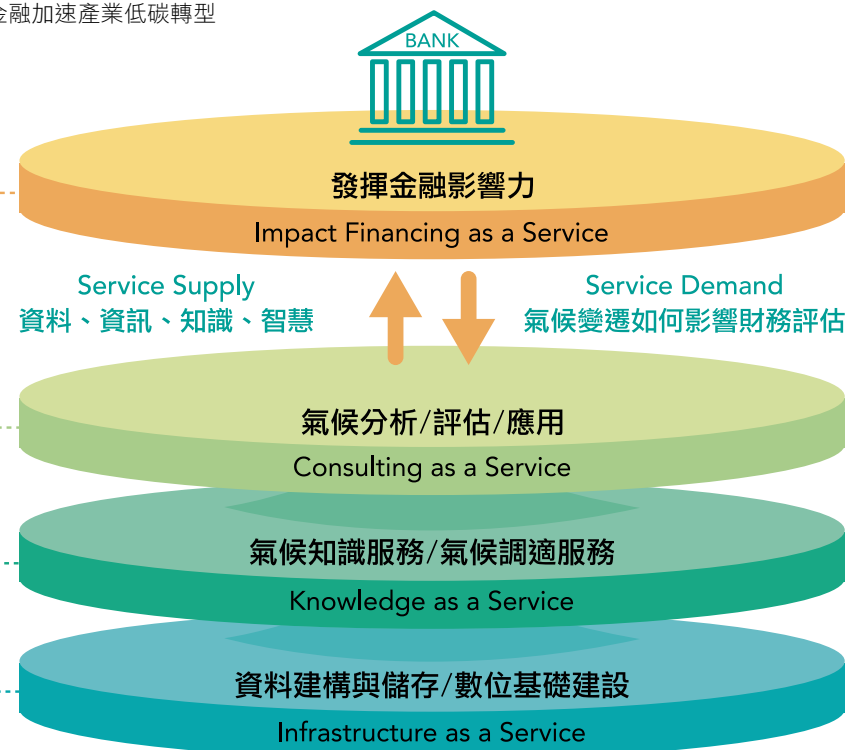 金融加速產業低碳轉型
BANK
發揮金融影響力
Impact Financing as a Service
Service Supply
資料、資訊、知識、智慧
Service Demand
氣候變遷如何影響財務評估
氣候分析/評估/應用
Consulting as a Service
氣候知識服務/氣候調適服務
Knowledge as a Service
資料建構與儲存/數位基礎建設
Infrastructure as a Service